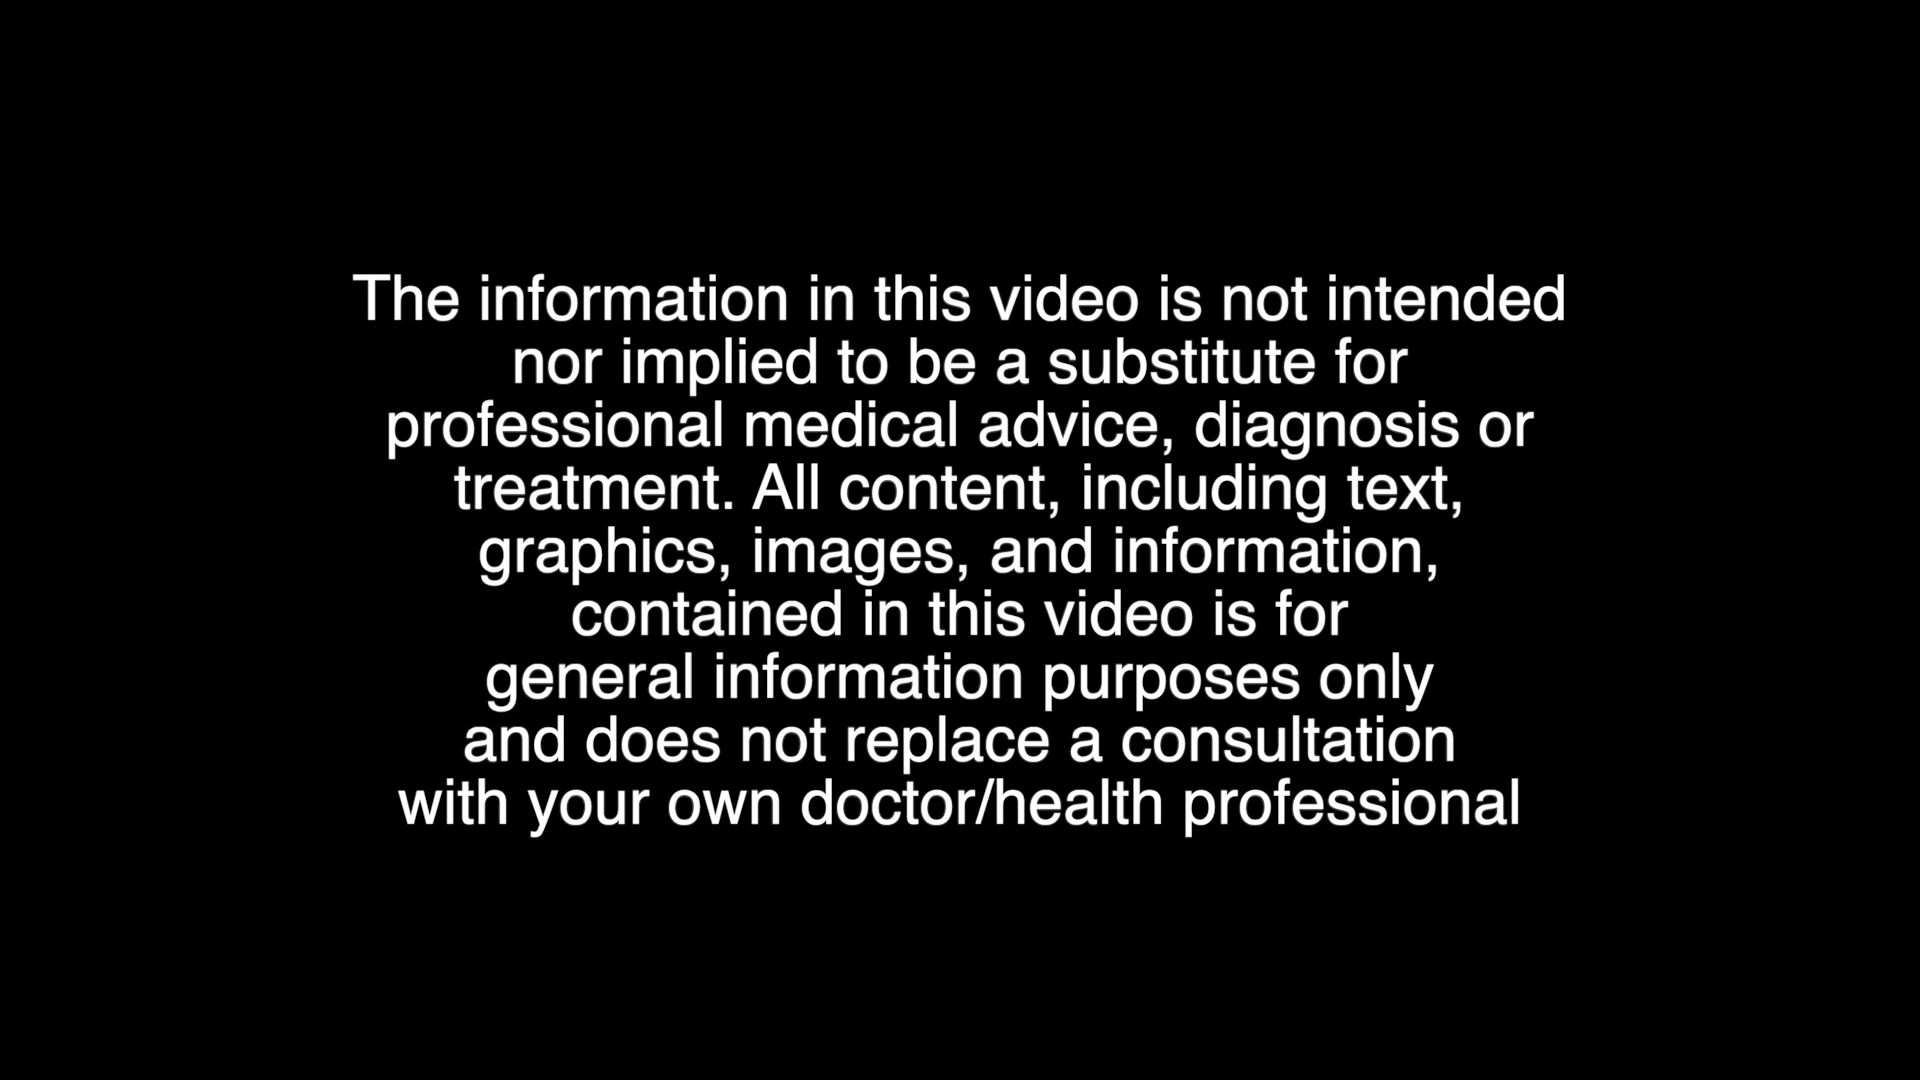 The information in this video is not intended
nor implied to be a substitute for
professional medical advice, diagnosis or
treatment. All content, including text,
graphics, images, and information,
contained in this video is for
general information purposes only
and does not replace a consultation
with your own doctor/health professional